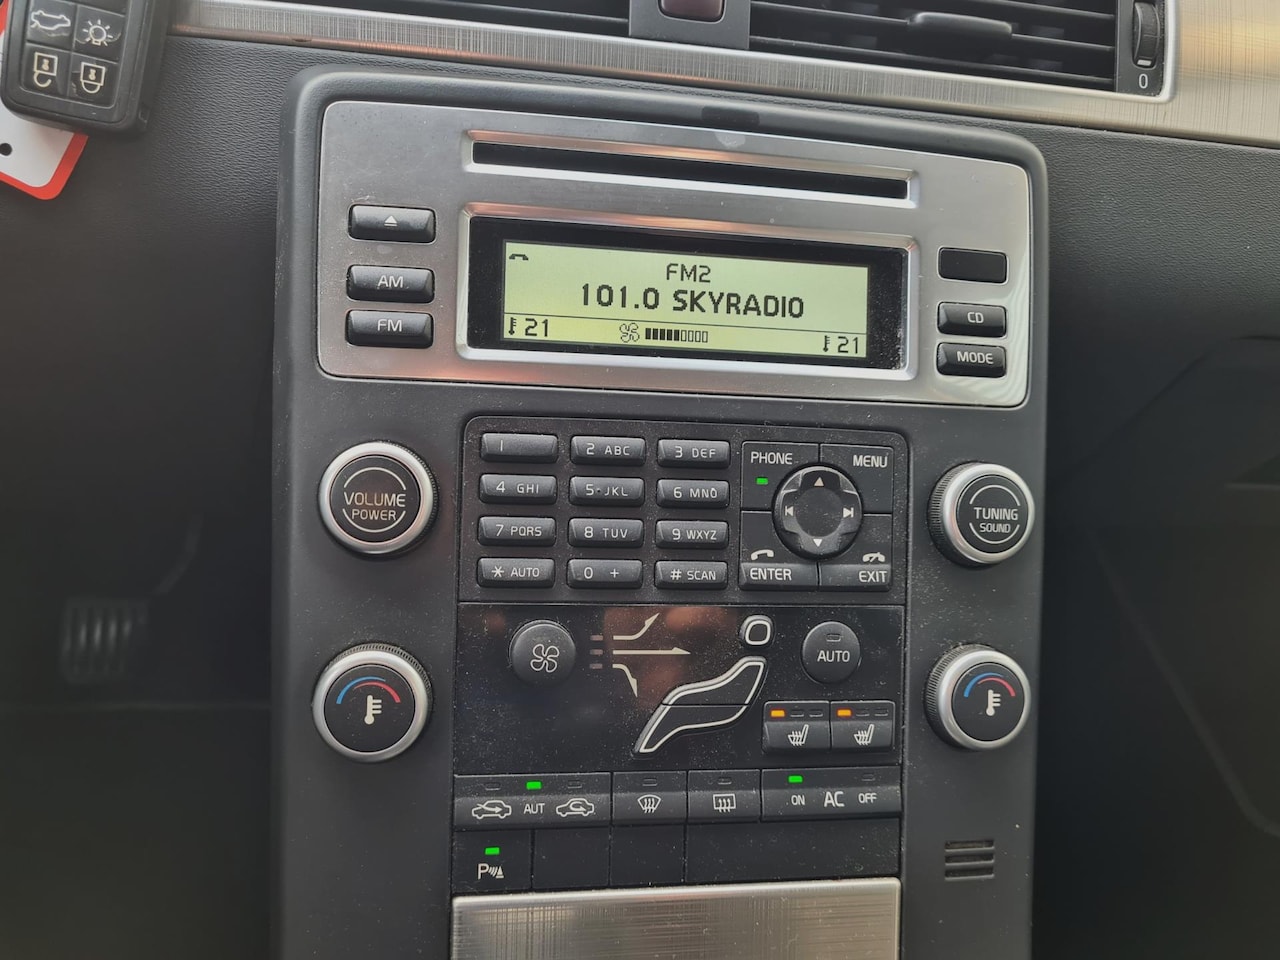 0
AM
FM
FM2
101.0 SKYRADIO
21
21
CD
MODE
VOLUME
POWER
1
2 ABC
3 DEF
4 GHI
5·JKL
6 MNO
7 PQRS
8 TUV
9 WXYZ
* AUTO
0 +
# SCAN
PHONE
MENU
ENTER
EXIT
TUNING
SOUND
AUTO
AUT
ON AC OFF
P